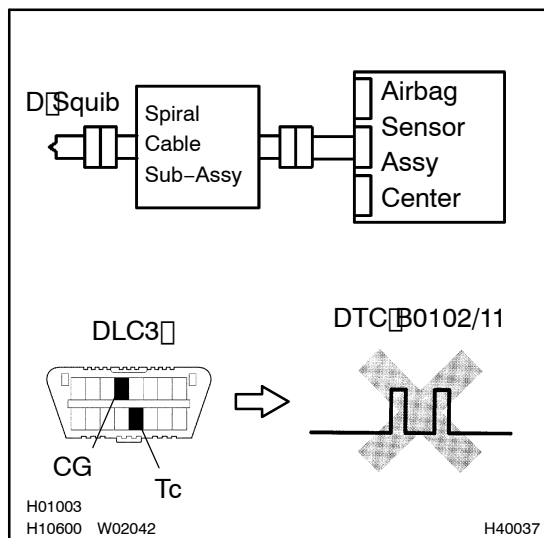 D Squib
Spiral
Cable
Sub−Assy
Airbag
Sensor
Assy
Center
DLC3
DTC B0102/11
CG
Tc
H01003
H10600 W02042
H40037